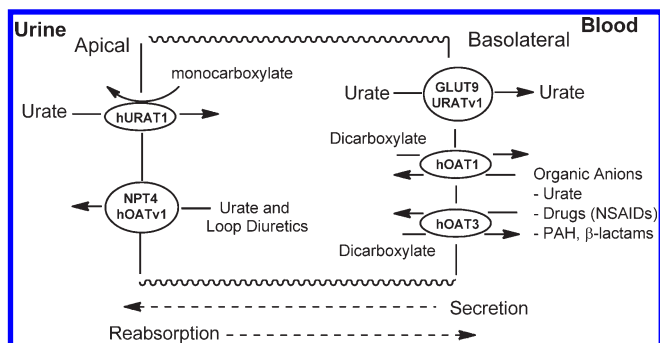 Urine
Blood
Apical
Basolateral
monocarboxylate
Urate
hURAT1
Urate
GLUT9
URATv1
Urate
Dicarboxylate
hOAT1
NPT4
hOATv1
Urate and
Loop Diuretics
Organic Anions
- Urate
- Drugs (NSAIDs)
- PAH, β-lactams
hOAT3
Dicarboxylate
Secretion
Reabsorption